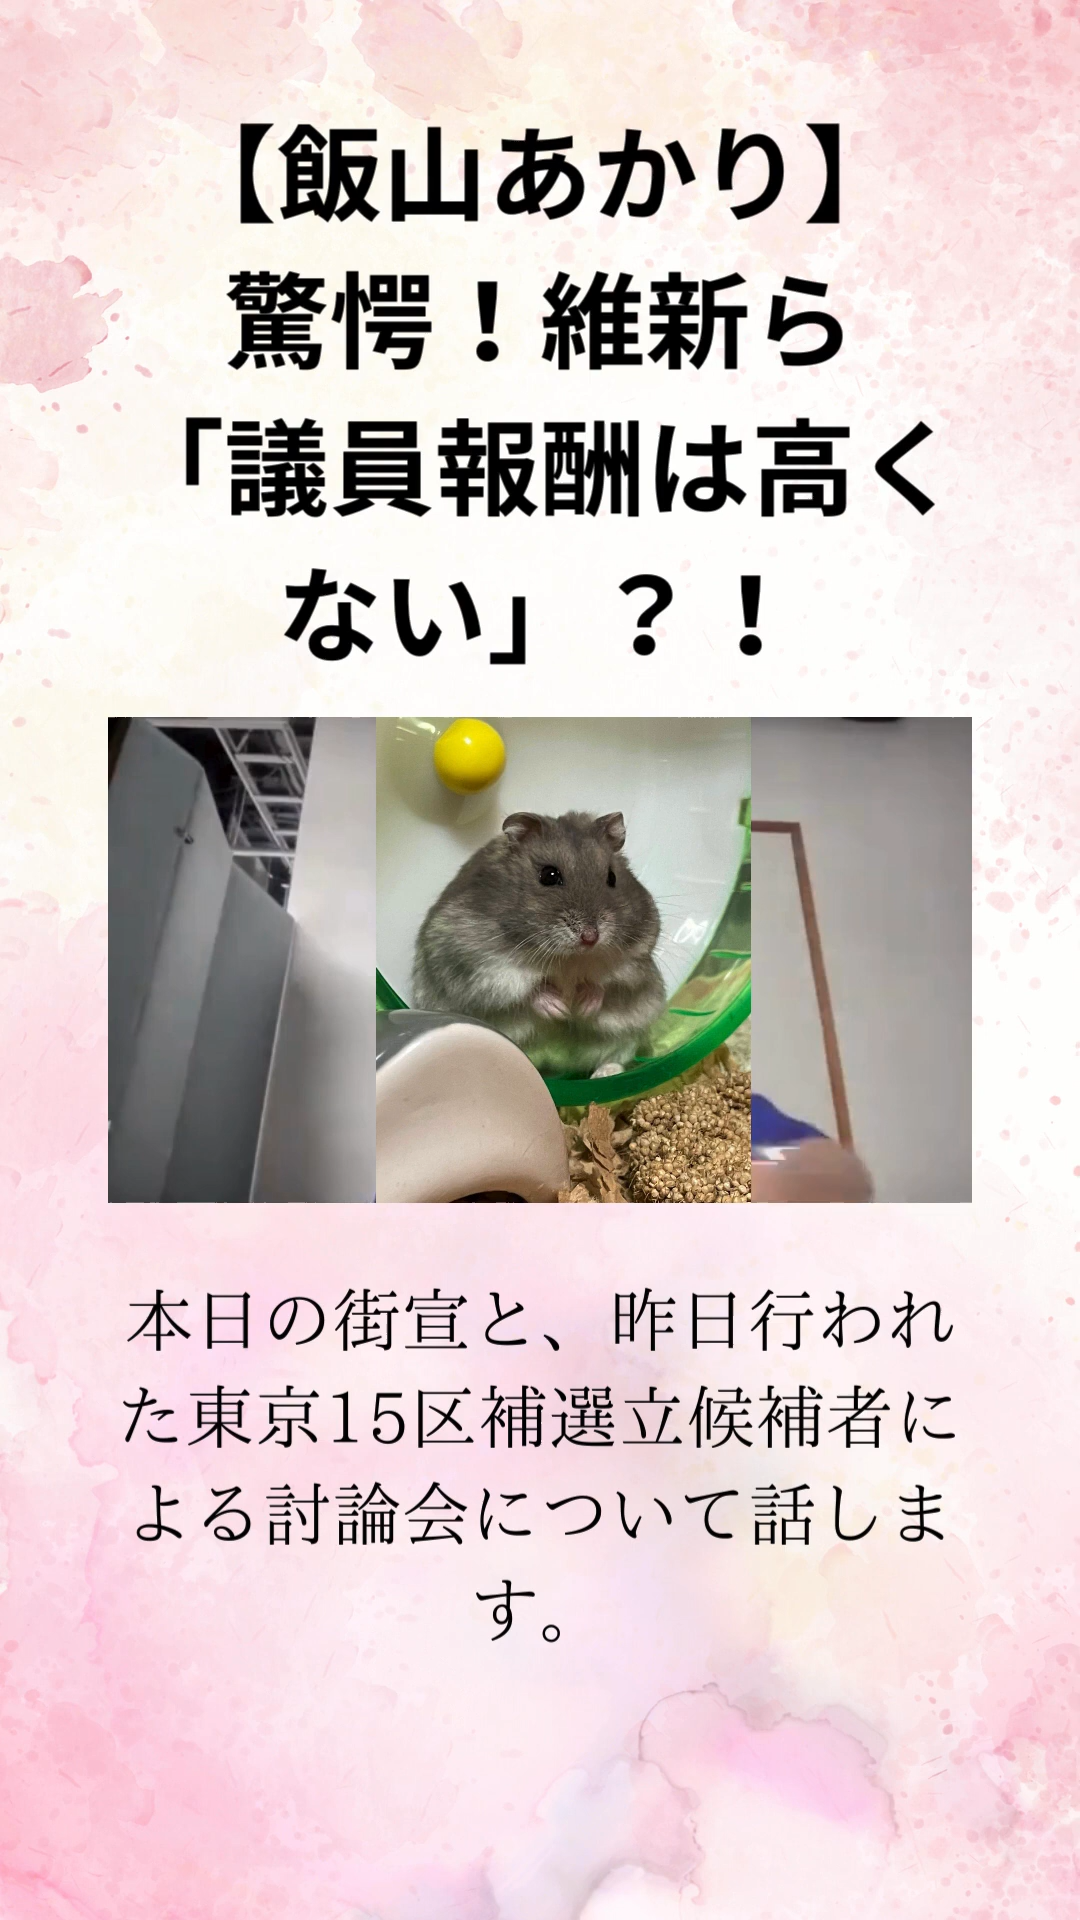 【飯山あかり】
驚愕！維新ら
「議員報酬は高く
ない」？！
本日の街宣と、昨日行われ
た東京15区補選立候補者に
よる討論会について話しま
す。